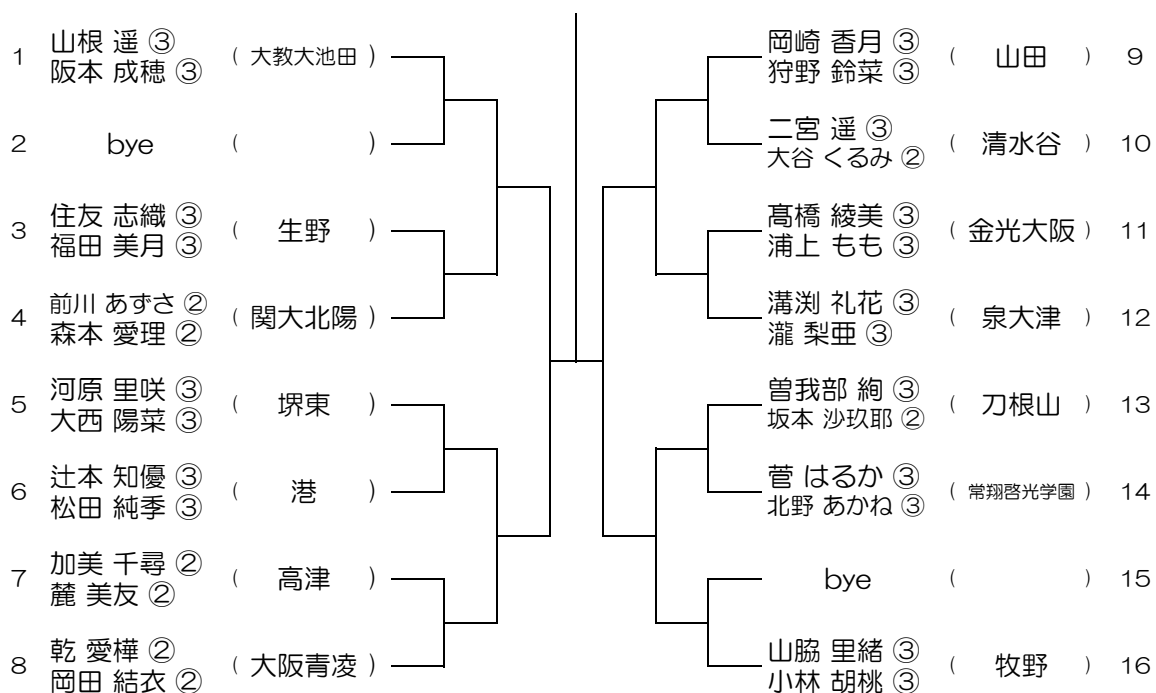 1 山根 遥 ③ ( 大教大池田 )
阪本 成穂 ③
2 bye ( )
3 住友 志織 ③ ( 生野 )
福田 美月 ③
4 前川 あずさ ② ( 関大北陽 )
森本 愛理 ②
5 河原 里咲 ③ ( 堺東 )
大西 陽菜 ③
6 辻本 知優 ③ ( 港 )
松田 純季 ③
7 加美 千尋 ② ( 高津 )
麓 美友 ②
8 乾 愛樺 ② ( 大阪青凌 )
岡田 結衣 ②
岡崎 香月 ③ ( 山田 ) 9
狩野 鈴菜 ③
二宮 遥 ③ ( 清水谷 ) 10
大谷 くるみ ②
髙橋 綾美 ③ ( 金光大阪 ) 11
浦上 もも ③
溝渕 礼花 ③ ( 泉大津 ) 12
瀧 梨亜 ③
曽我部 絢 ③ ( 刀根山 ) 13
坂本 沙玖耶 ②
菅 はるか ③ ( 常翔啓光学園 ) 14
北野 あかね ③
bye ( ) 15
山脇 里緒 ③ ( 牧野 ) 16
小林 胡桃 ③